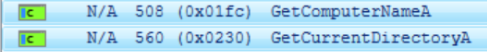 C N/A 508 (0x01fc) GetComputerNameA
C N/A 560 (0x0230) GetCurrentDirectoryA